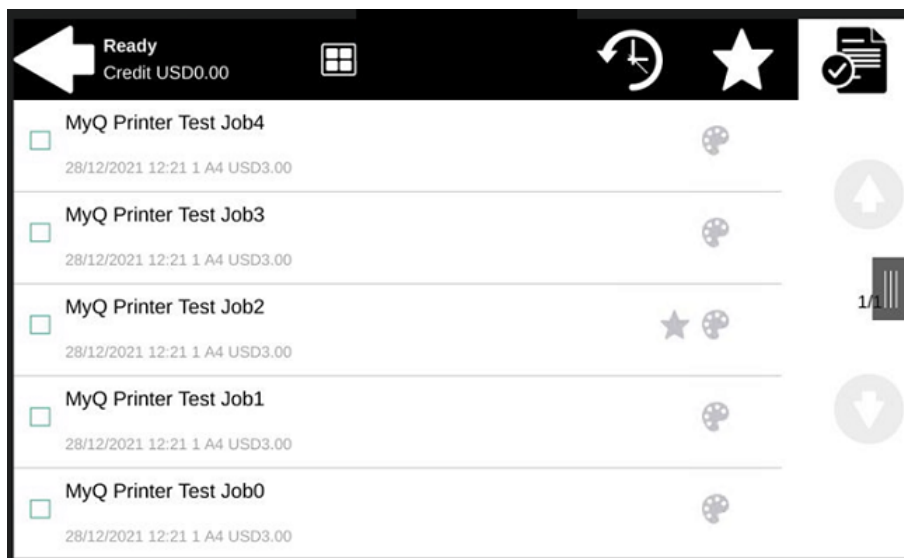 Ready
Credit USD0.00
MyQ Printer Test Job4
28/12/2021 12:21 1 A4 USD3.00
MyQ Printer Test Job3
28/12/2021 12:21 1 A4 USD3.00
1/1
MyQ Printer Test Job2
28/12/2021 12:21 1 A4 USD3.00
MyQ Printer Test Job1
28/12/2021 12:21 1 A4 USD3.00
MyQ Printer Test Job0
28/12/2021 12:21 1 A4 USD3.00